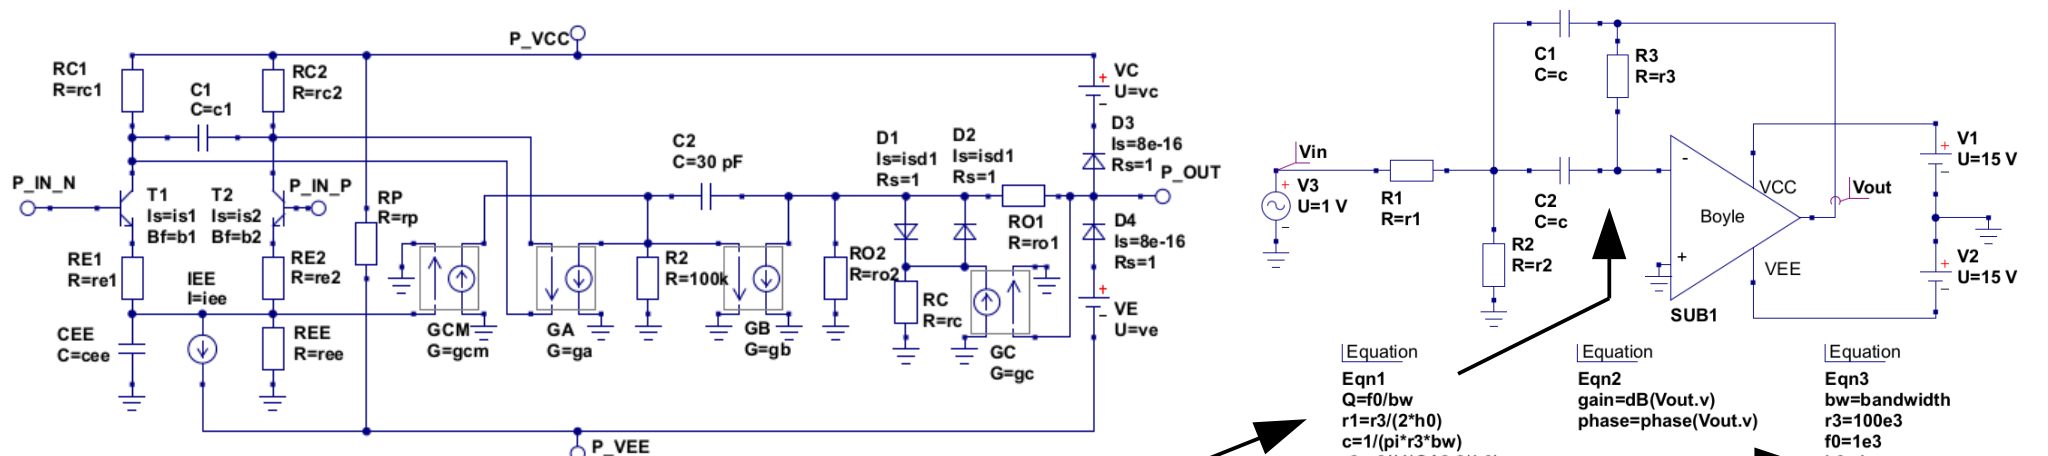 P_VCC
RC1
R=rc1
C1
C=c1
RC2
R=rc2
VC
+
U=vc
−
D3
Is=8e-16
Rs=1
C2
C=30 pF
D1
Is=isd1
Rs=1
D2
Is=isd1
Rs=1
P_OUT
P_IN_N
T1
Is=is1
Bf=b1
T2
Is=is2
Bf=b2
P_IN_P
RP
R=rp
RO1
R=ro1
D4
Is=8e-16
Rs=1
RE1
R=re1
IEE
I=iee
RE2
R=re2
R2
R=100k
RO2
R=ro2
RC
R=rc
+
VE
U=ve
−
CEE
C=cee
REE
R=ree
GCM
G=gcm
GA
G=ga
GB
G=gb
GC
G=gc
P_VEE
C1
C=c
R3
R=r3
Vin
+
V3
U=1 V
−
R1
R=r1
C2
C=c
R2
R=r2
-
VCC
Boyle
+
VEE
SUB1
Vout
V1
+
U=15 V
−
V2
+
U=15 V
−
Equation
Eqn1
Q=f0/bw
r1=r3/(2*h0)
c=1/(pi*r3*bw)
Equation
Eqn2
gain=dB(Vout.v)
phase=phase(Vout.v)
Equation
Eqn3
bw=bandwidth
r3=100e3
f0=1e3